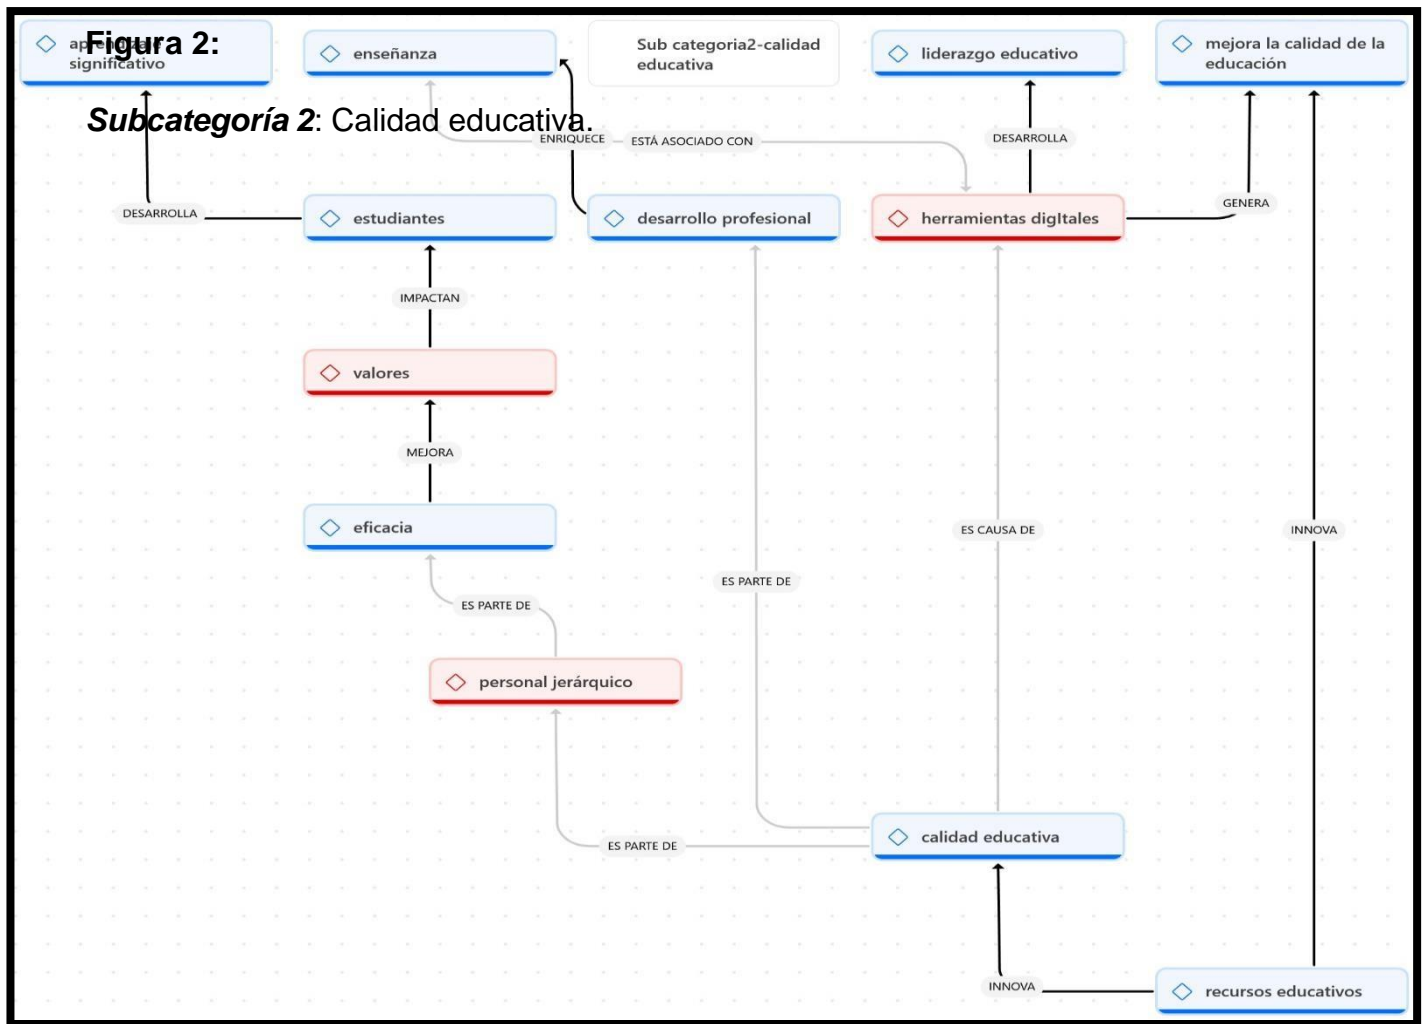 Figura 2:
aprendizaje
significativo
enseñanza
Sub categoria2-calidad
educativa
liderazgo educativo
mejora la calidad de la
educación
Subcategoría 2: Calidad educativa.
ENRIQUECE
ESTÁ ASOCIADO CON
DESARROLLA
DESARROLLA
estudiantes
desarrollo profesional
herramientas digItales
GENERA
IMPACTAN
valores
MEJORA
eficacia
ES CAUSA DE
INNOVA
ES PARTE DE
ES PARTE DE
personal jerárquico
calidad educativa
ES PARTE DE
INNOVA
recursos educativos